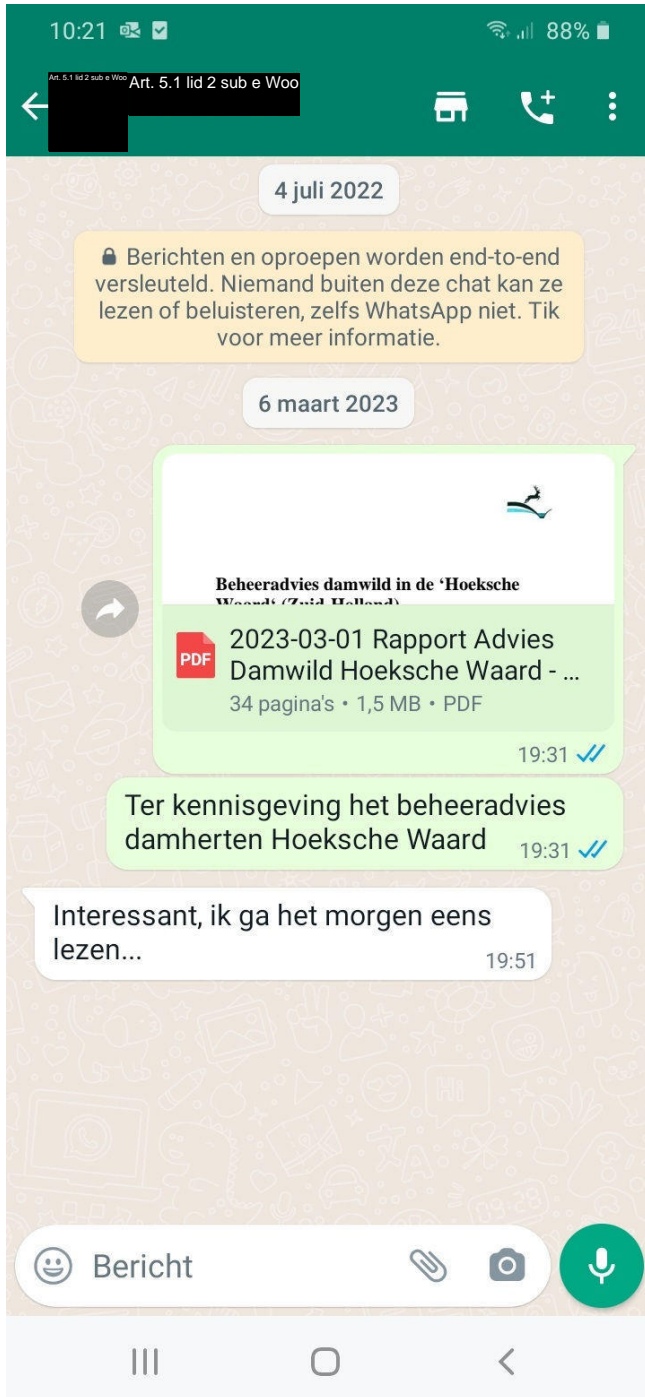 10:21
88%
Art. 5.1 lid 2 sub e Woo
Art. 5.1 lid 2 sub e Woo
4 juli 2022
Berichten en oproepen worden end-to-end
versleuteld. Niemand buiten deze chat kan ze
lezen of beluisteren, zelfs WhatsApp niet. Tik
voor meer informatie.
6 maart 2023
Beheeradvies damwild in de ‘Hoeksche
Waard‘ (Zuid-Holland)
PDF
2023-03-01 Rapport Advies
Damwild Hoeksche Waard - ...
34 pagina's • 1,5 MB • PDF
19:31
Ter kennisgeving het beheeradvies
damherten Hoeksche Waard
19:31
Interessant, ik ga het morgen eens
lezen...
19:51
Bericht